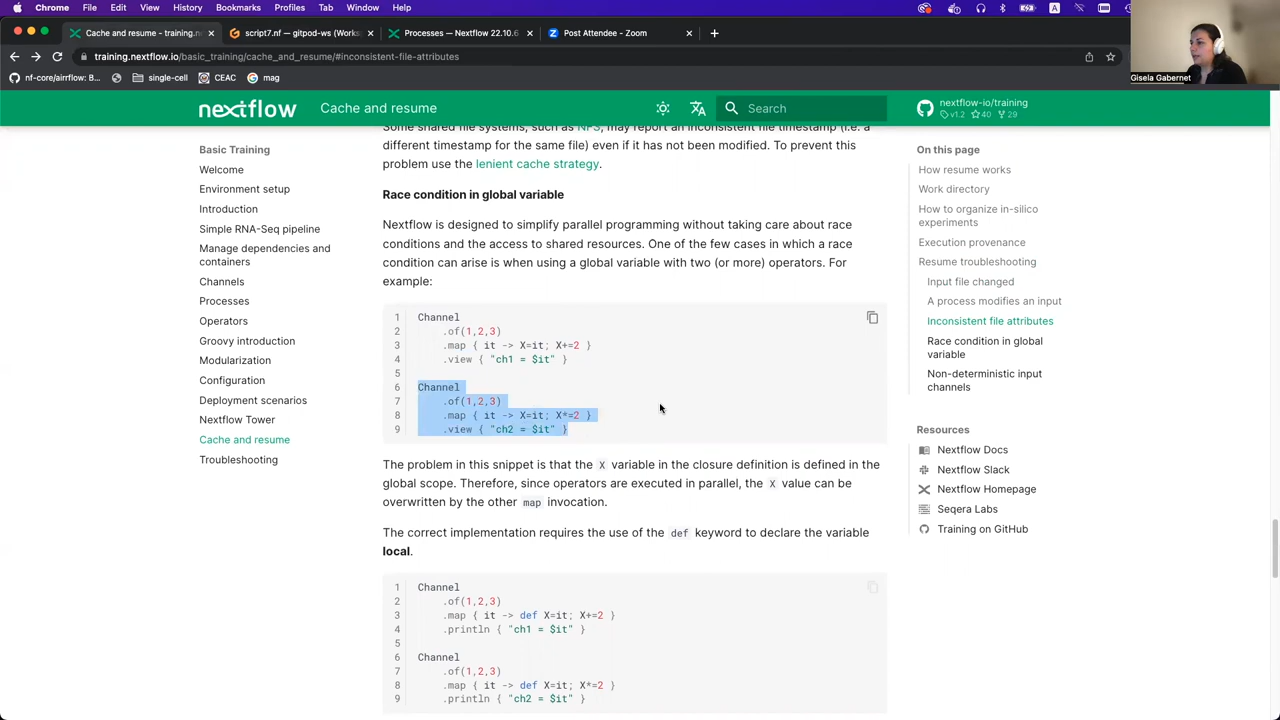 Chrome File Edit View History Bookmarks Profiles Tab Window Help
Cache and resume - training.n
script7.nf — gitpod-ws (Works
Processes — Nextflow 22.10.6
Post Attendee - Zoom
training.nextflow.io/basic_training/cache_and_resume/#inconsistent-file-attributes
nf-core/airrflow: B...
single-cell
CEAC
mag
Gisela Gabernet
nextflow
Cache and resume
Search
nextflow-io/training
v1.2 40 29
Basic Training
Welcome
Environment setup
Introduction
Simple RNA-Seq pipeline
Manage dependencies and
containers
Channels
Processes
Operators
Groovy introduction
Modularization
Configuration
Deployment scenarios
Nextflow Tower
Cache and resume
Troubleshooting
Some shared file systems, such as NFS, may report an inconsistent file timestamp (i.e. a
different timestamp for the same file) even if it has not been modified. To prevent this
problem use the lenient cache strategy.
Race condition in global variable
Nextflow is designed to simplify parallel programming without taking care about race
conditions and the access to shared resources. One of the few cases in which a race
condition can arise is when using a global variable with two (or more) operators. For
example:
1 Channel
2 .of(1,2,3)
3 .map { it -> X=it; X+=2 }
4 .view { "ch1 = $it" }
5
6 Channel
7 .of(1,2,3)
8 .map { it -> X=it; X*=2 }
9 .view { "ch2 = $it" }
The problem in this snippet is that the X variable in the closure definition is defined in the
global scope. Therefore, since operators are executed in parallel, the X value can be
overwritten by the other map invocation.
The correct implementation requires the use of the def keyword to declare the variable
local.
1 Channel
2 .of(1,2,3)
3 .map { it -> def X=it; X+=2 }
4 .println { "ch1 = $it" }
5
6 Channel
7 .of(1,2,3)
8 .map { it -> def X=it; X*=2 }
9 .println { "ch2 = $it" }
On this page
How resume works
Work directory
How to organize in-silico
experiments
Execution provenance
Resume troubleshooting
Input file changed
A process modifies an input
Inconsistent file attributes
Race condition in global
variable
Non-deterministic input
channels
Resources
Nextflow Docs
Nextflow Slack
Nextflow Homepage
Seqera Labs
Training on GitHub